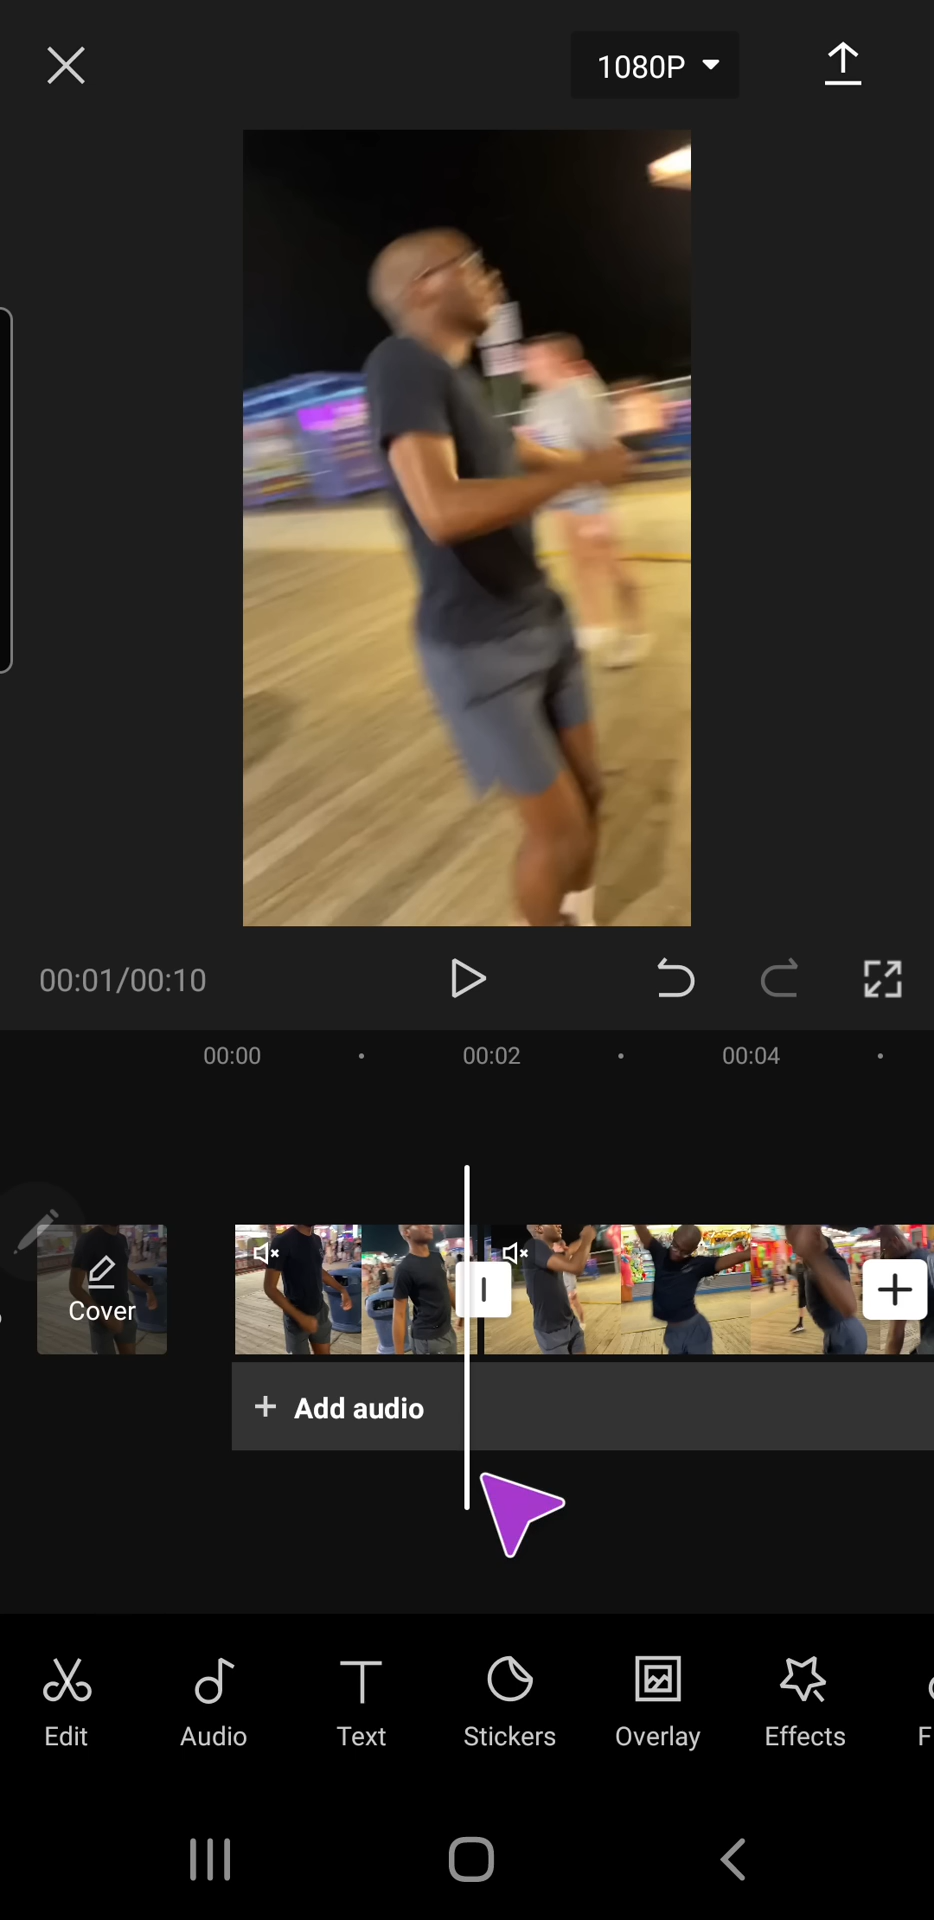 1080P
00:01/00:10
00:00 00:02 00:04
Cover
+ Add audio
Edit Audio Text Stickers Overlay Effects F